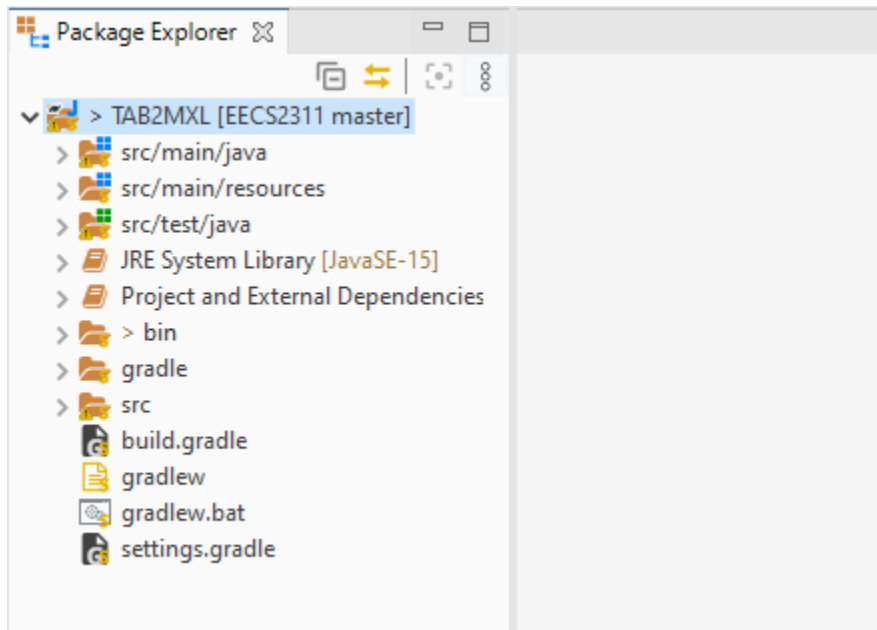 Package Explorer
> TAB2MXL [EECS2311 master]
src/main/java
src/main/resources
src/test/java
JRE System Library [JavaSE-15]
Project and External Dependencies
> bin
gradle
src
build.gradle
gradlew
gradlew.bat
settings.gradle